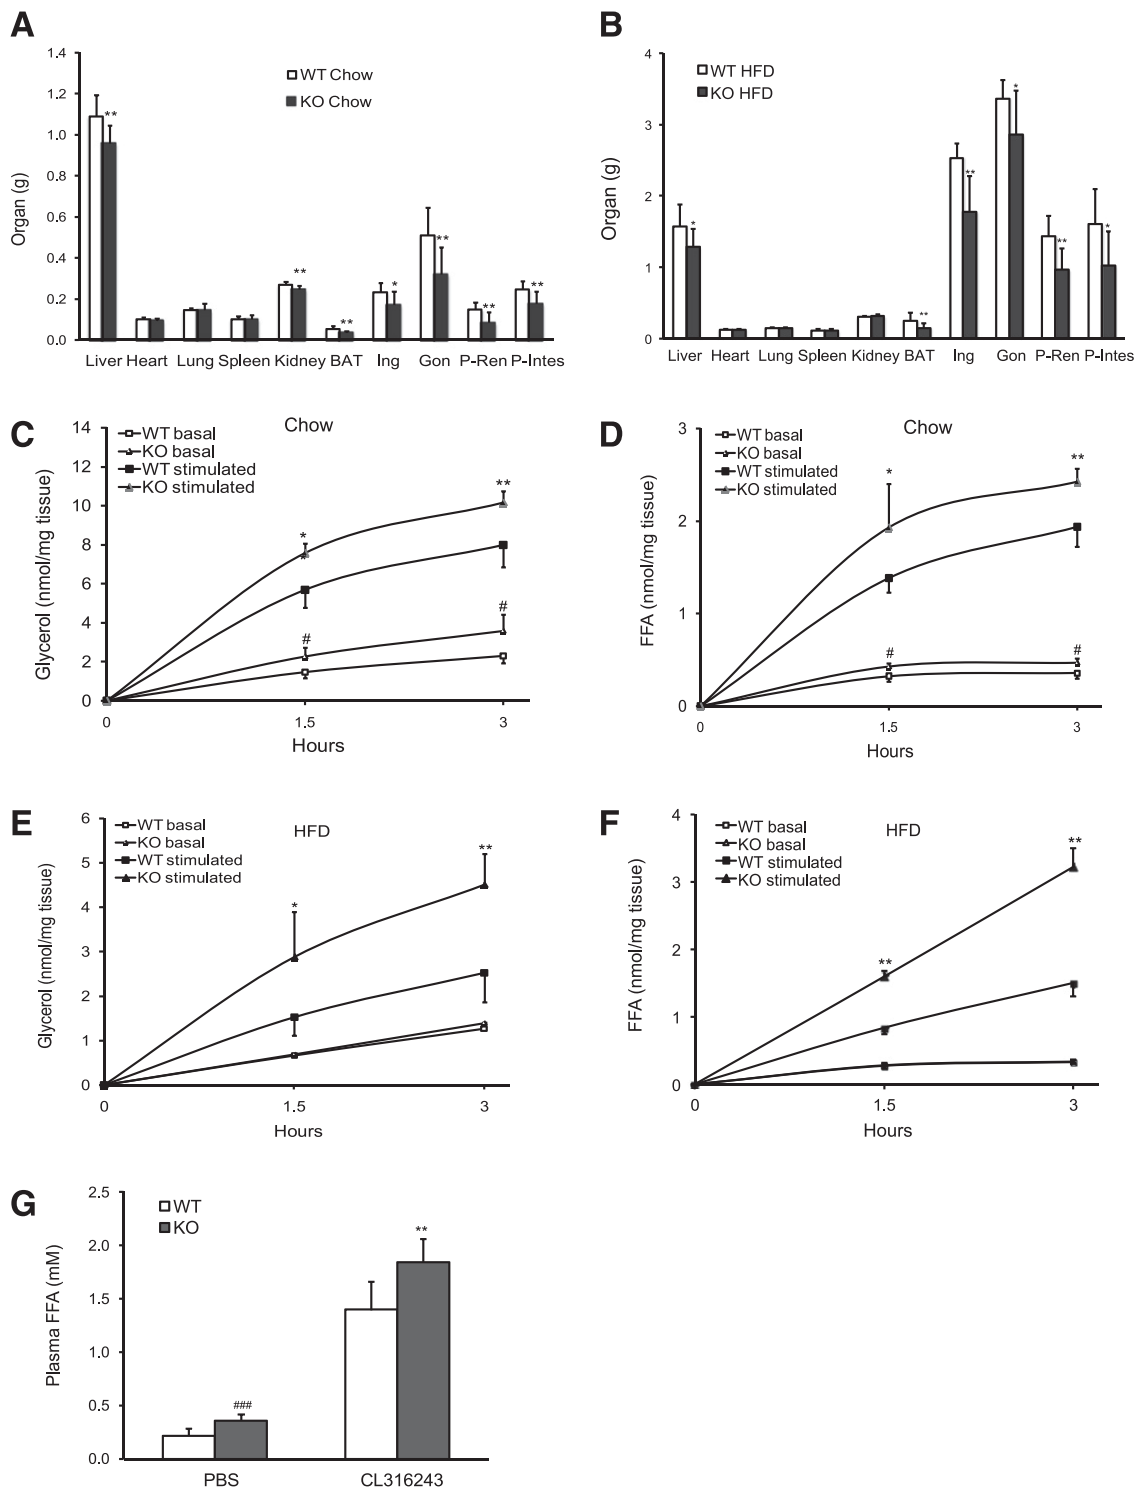 A
1.4
1.2
1.0
0.8
0.6
0.4
0.2
0.0
Organ (g)
WT Chow
KO Chow
** ** ** * ** ** **
Liver Heart Lung Spleen Kidney BAT Ing Gon P-Ren P-Intes
B
4
3
2
1
0
Organ (g)
WT HFD
KO HFD
* ** ** * ** *
Liver Heart Lung Spleen Kidney BAT Ing Gon P-Ren P-Intes
C
Chow
14
12
10
8
6
4
2
0
Glycerol (nmol/mg tissue)
WT basal
KO basal
WT stimulated
KO stimulated
*
*
**
#
#
0 1.5 3
Hours
D
Chow
3
2
1
0
FFA (nmol/mg tissue)
WT basal
KO basal
WT stimulated
KO stimulated
*
**
#
#
0 1.5 3
Hours
E
HFD
6
5
4
3
2
1
0
Glycerol (nmol/mg tissue)
WT basal
KO basal
WT stimulated
KO stimulated
*
**
0 1.5 3
Hours
F
HFD
4
3
2
1
0
FFA (nmol/mg tissue)
WT basal
KO basal
WT stimulated
KO stimulated
**
**
0 1.5 3
Hours
G
2.5
2.0
1.5
1.0
0.5
0.0
Plasma FFA (mM)
WT
KO
###
**
PBS CL316243